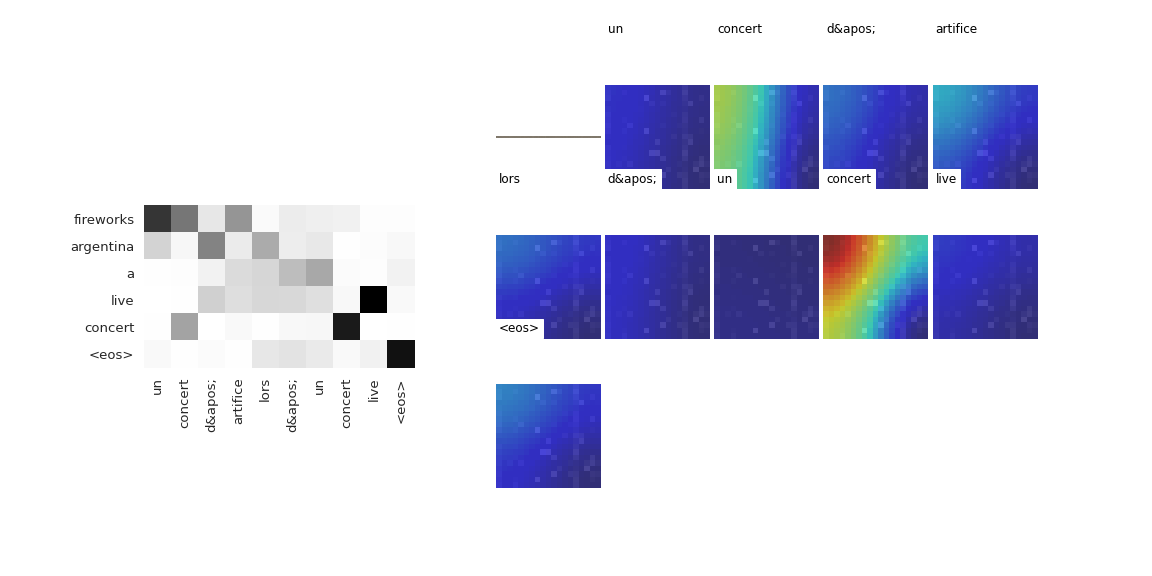 un concert d&apos; artifice
lors d&apos; un concert live
<eos>
fireworks
argentina
a
live
concert
<eos>
un concert d&apos; artifice lors d&apos; un concert live <eos>